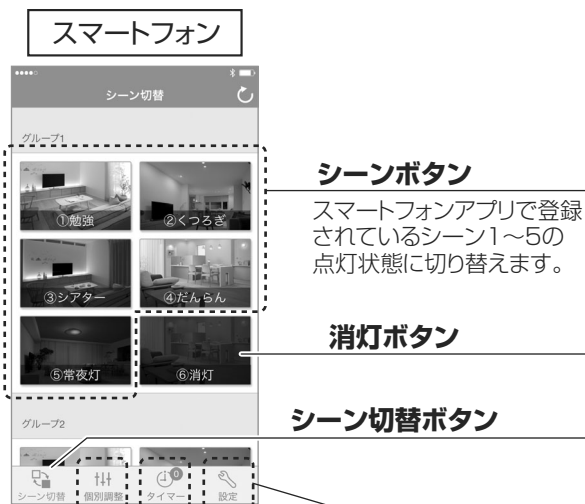 スマートフォン
シーン切替
グループ1
①勉強
②くつろぎ
③シアター
④だんらん
⑤常夜灯
⑥消灯
グループ2
シーン切替
個別調整
0
タイマー
設定
シーンボタン
スマートフォンアプリで登録
されているシーン1～5の
点灯状態に切り替えます。
消灯ボタン
シーン切替ボタン